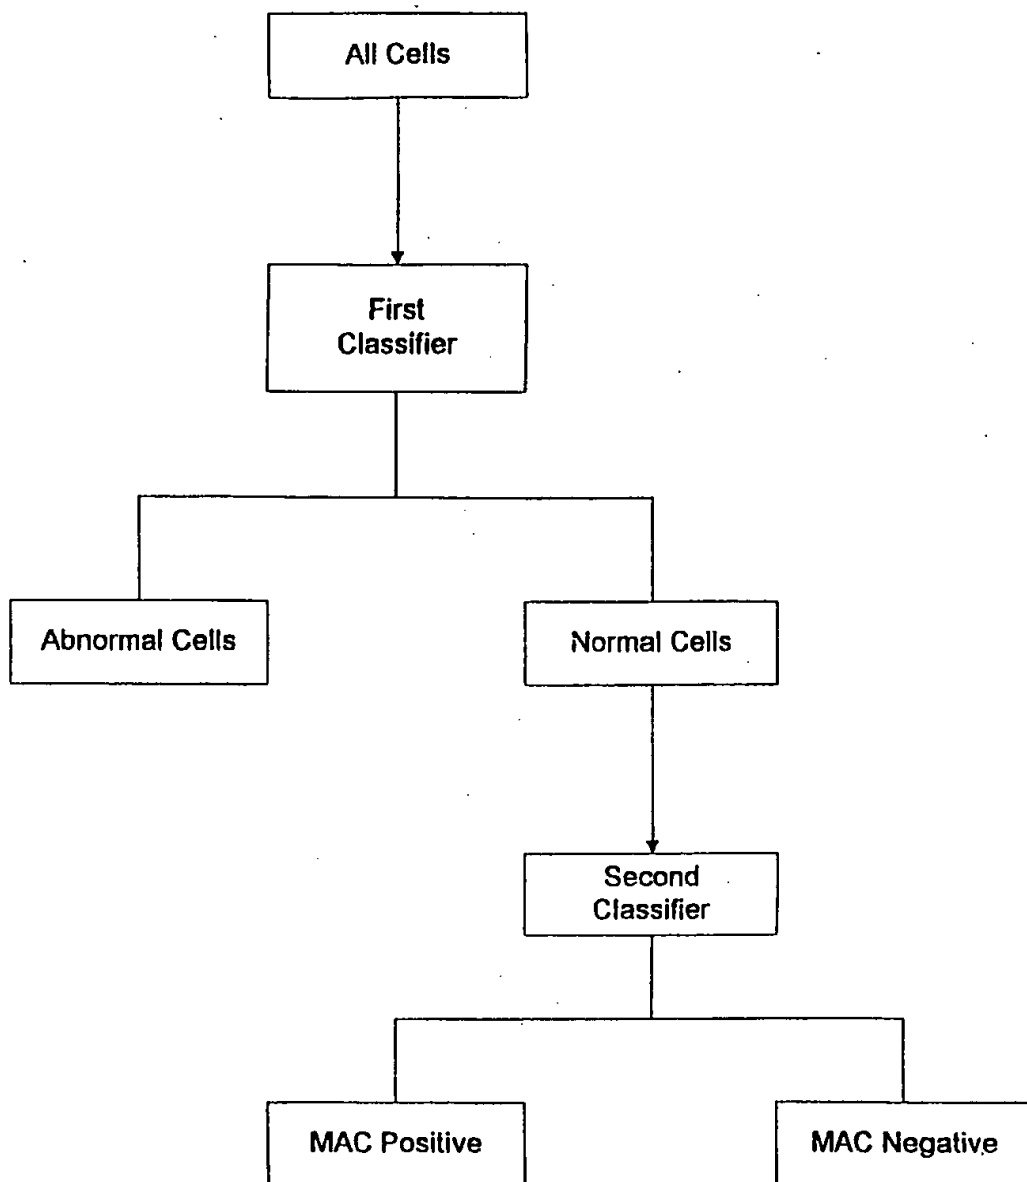 All Cells
First
Classifier
Abnormal Cells
Normal Cells
Second
Classifier
MAC Positive
MAC Negative